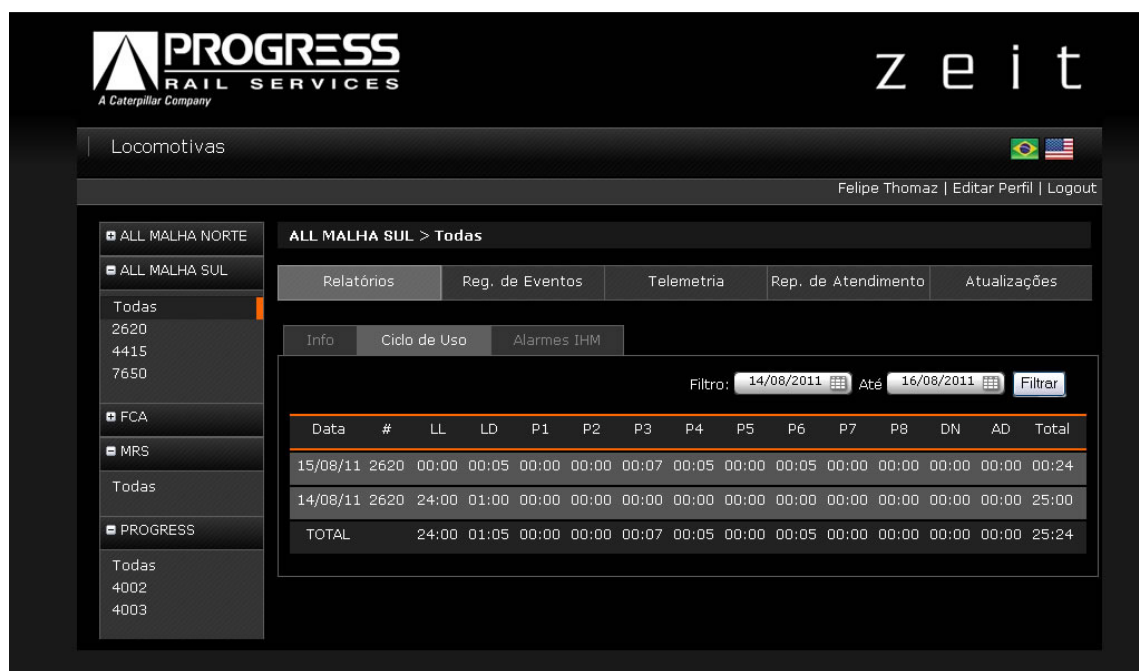 PROGRESS
RAIL SERVICES
A Caterpillar Company
zeit
Locomotivas
Felipe Thomaz | Editar Perfil | Logout
ALL MALHA NORTE
ALL MALHA SUL
Todas
2620
4415
7650
FCA
MRS
Todas
PROGRESS
Todas
4002
4003
ALL MALHA SUL > Todas
Relatórios Reg. de Eventos Telemetria Rep. de Atendimento Atualizações
Info Ciclo de Uso Alarmes IHM
Filtro: 14/08/2011 Até 16/08/2011 Filtrar
Data # LL LD P1 P2 P3 P4 P5 P6 P7 P8 DN AD Total
15/08/11 2620 00:00 00:05 00:00 00:00 00:07 00:05 00:00 00:05 00:00 00:00 00:00 00:00 00:24
14/08/11 2620 24:00 01:00 00:00 00:00 00:00 00:00 00:00 00:00 00:00 00:00 00:00 00:00 25:00
TOTAL 24:00 01:05 00:00 00:00 00:07 00:05 00:00 00:05 00:00 00:00 00:00 00:00 25:24